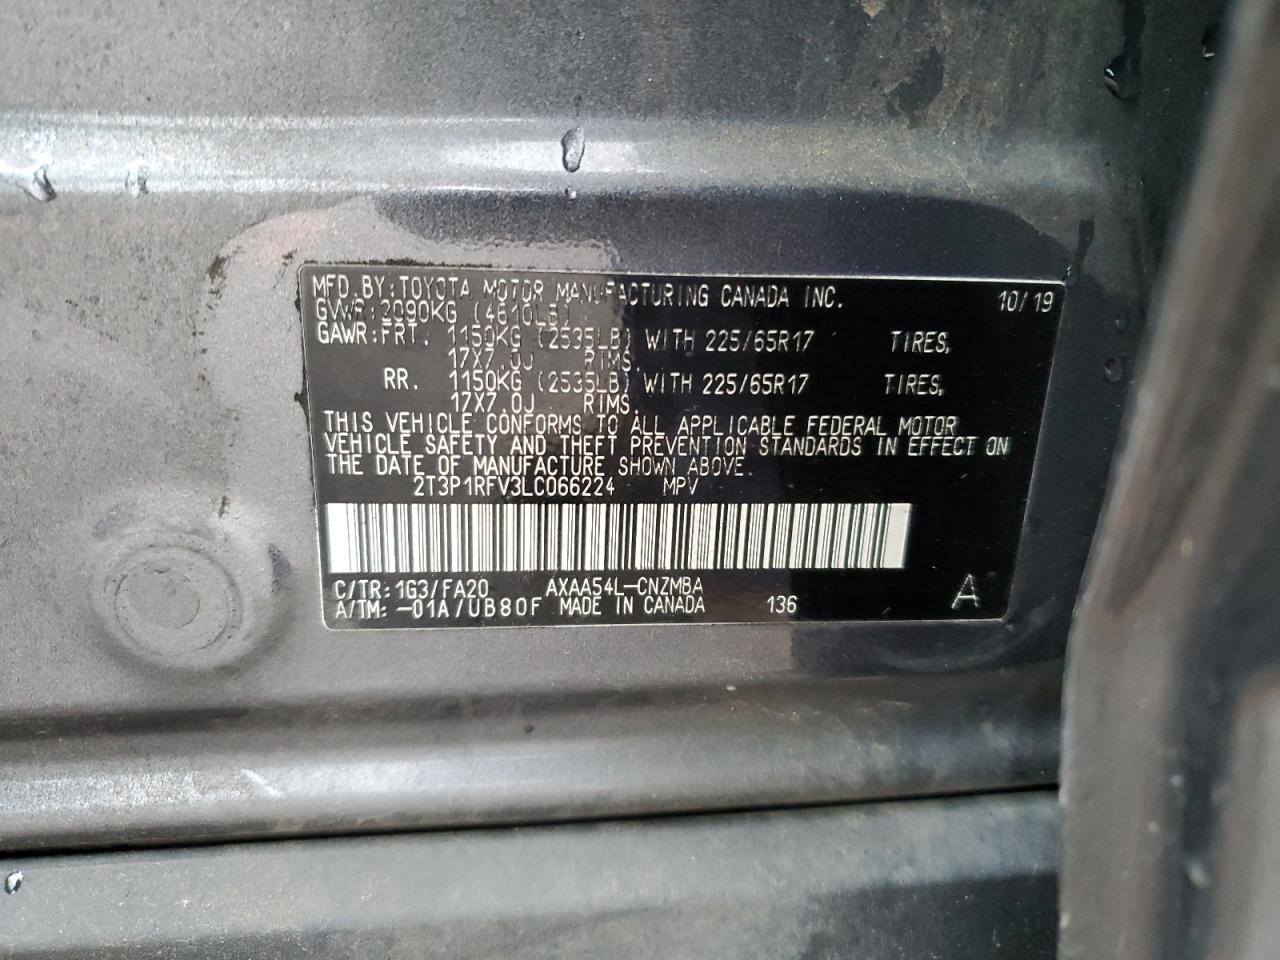 MFD. BY: TOYOTA MOTOR MANUFACTURING CANADA INC. 10/19
GVWR: 2090KG (4610LB)
GAWR: FRT. 1150KG (2535LB) WITH 225/65R17 TIRES,
17X7.0J RIMS.
RR. 1150KG (2535LB) WITH 225/65R17 TIRES,
17X7.0J RIMS.
THIS VEHICLE CONFORMS TO ALL APPLICABLE FEDERAL MOTOR
VEHICLE SAFETY AND THEFT PREVENTION STANDARDS IN EFFECT ON
THE DATE OF MANUFACTURE SHOWN ABOVE.
2T3P1RFV3LC066224 MPV
C/TR: 1G3/FA20 AXAA54L-CNZMBA
A/TM: -01A/UB80F MADE IN CANADA 136 A